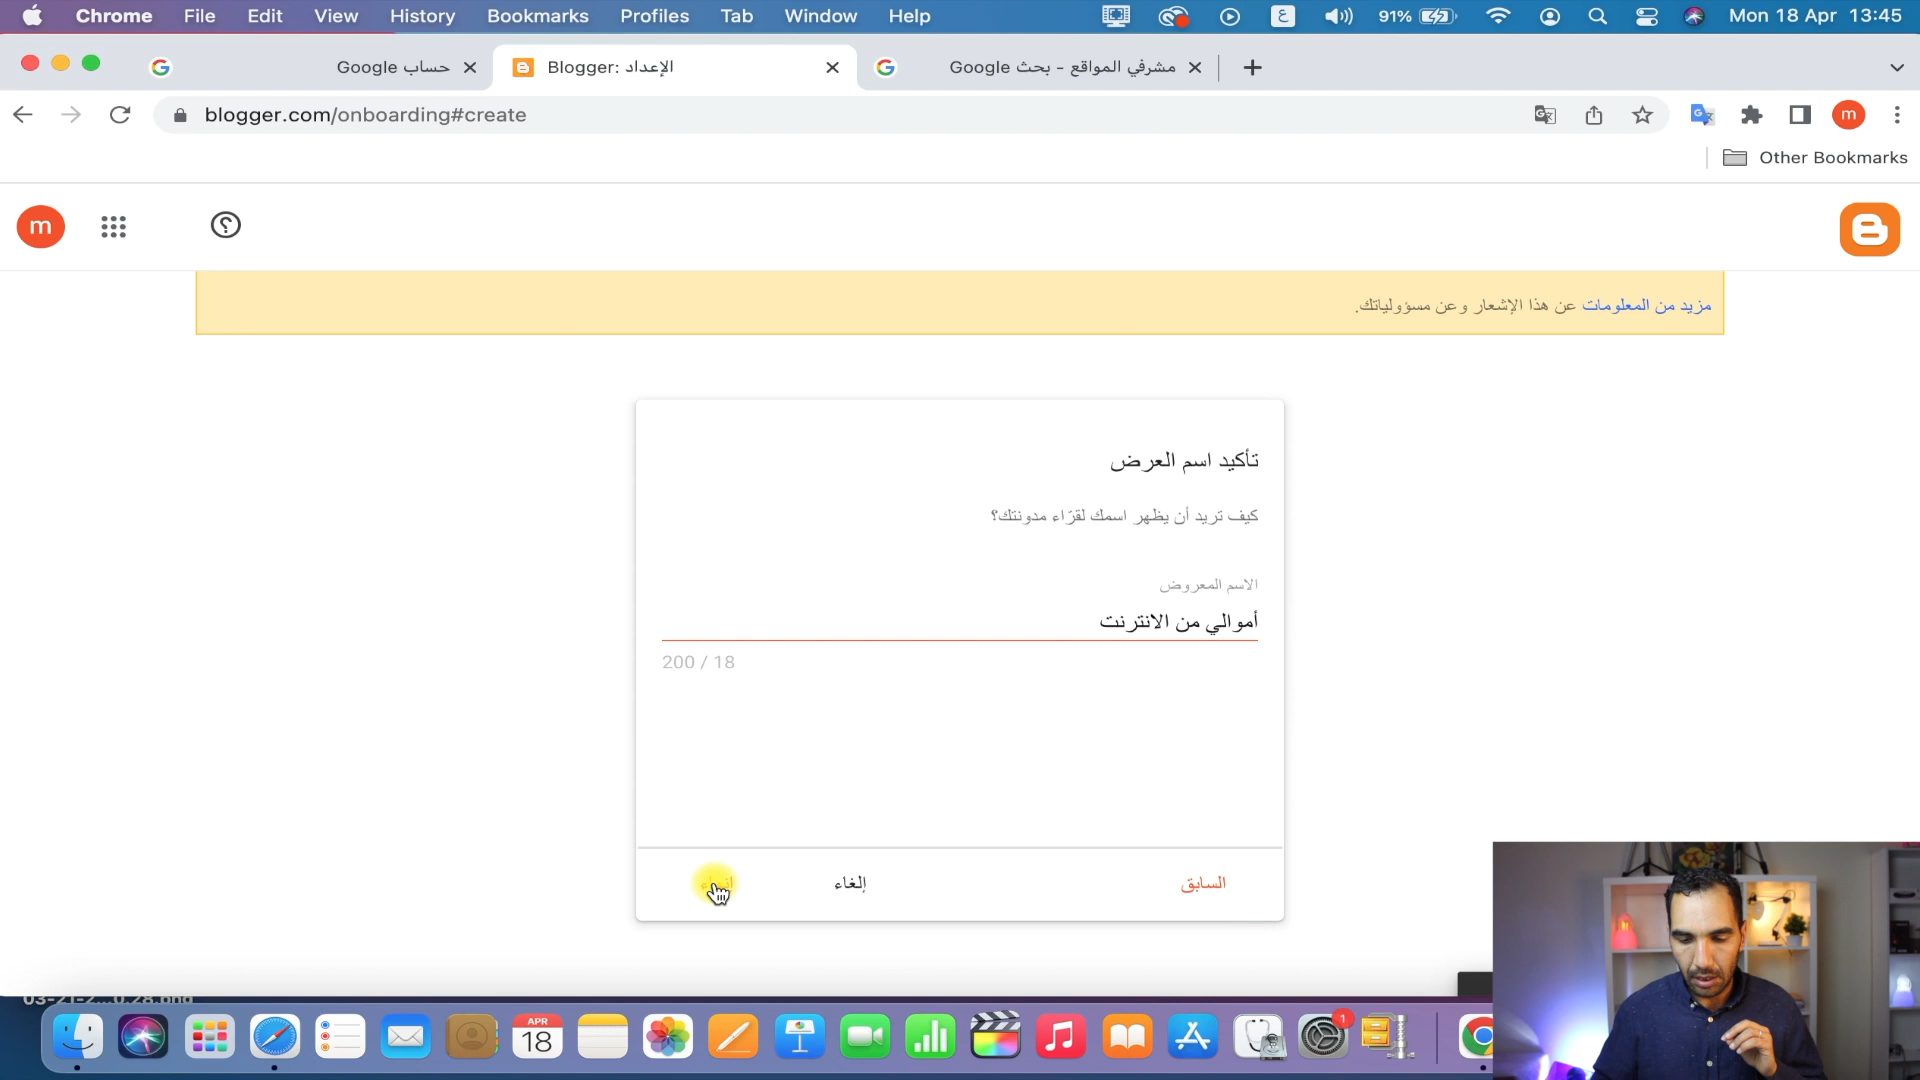 Chrome File Edit View History Bookmarks Profiles Tab Window Help ع 91% Mon 18 Apr 13:45
حساب Google
Blogger: الإعداد
مشرفي المواقع - بحث Google
blogger.com/onboarding#create
m
Other Bookmarks
m
مزيد من المعلومات عن هذا الإشعار وعن مسؤولياتك.
تأكيد اسم العرض
كيف تريد أن يظهر اسمك لقرّاء مدونتك؟
الاسم المعروض
أموالي من الانترنت
200 / 18
السابق
إلغاء
APR
18
1